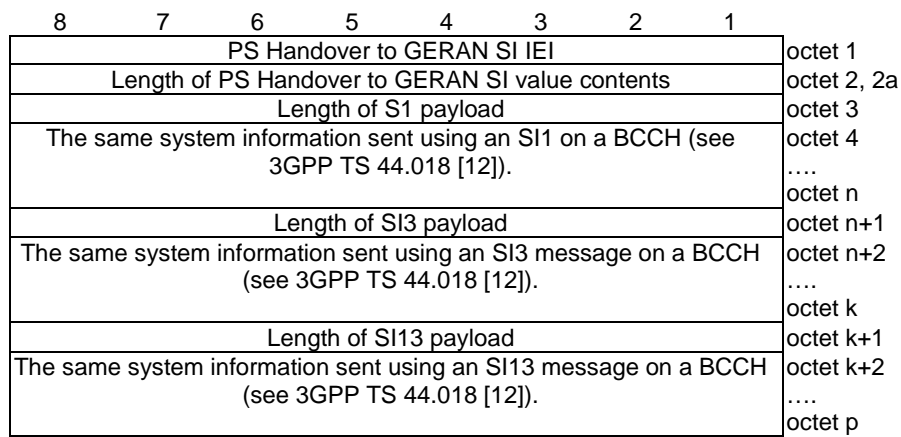 8 7 6 5 4 3 2 1
PS Handover to GERAN SI IEI octet 1
Length of PS Handover to GERAN SI value contents octet 2, 2a
Length of S1 payload octet 3
The same system information sent using an SI1 on a BCCH (see octet 4
3GPP TS 44.018 [12]). ….
octet n
Length of SI3 payload octet n+1
The same system information sent using an SI3 message on a BCCH octet n+2
(see 3GPP TS 44.018 [12]). ….
octet k
Length of SI13 payload octet k+1
The same system information sent using an SI13 message on a BCCH octet k+2
(see 3GPP TS 44.018 [12]). ….
octet p